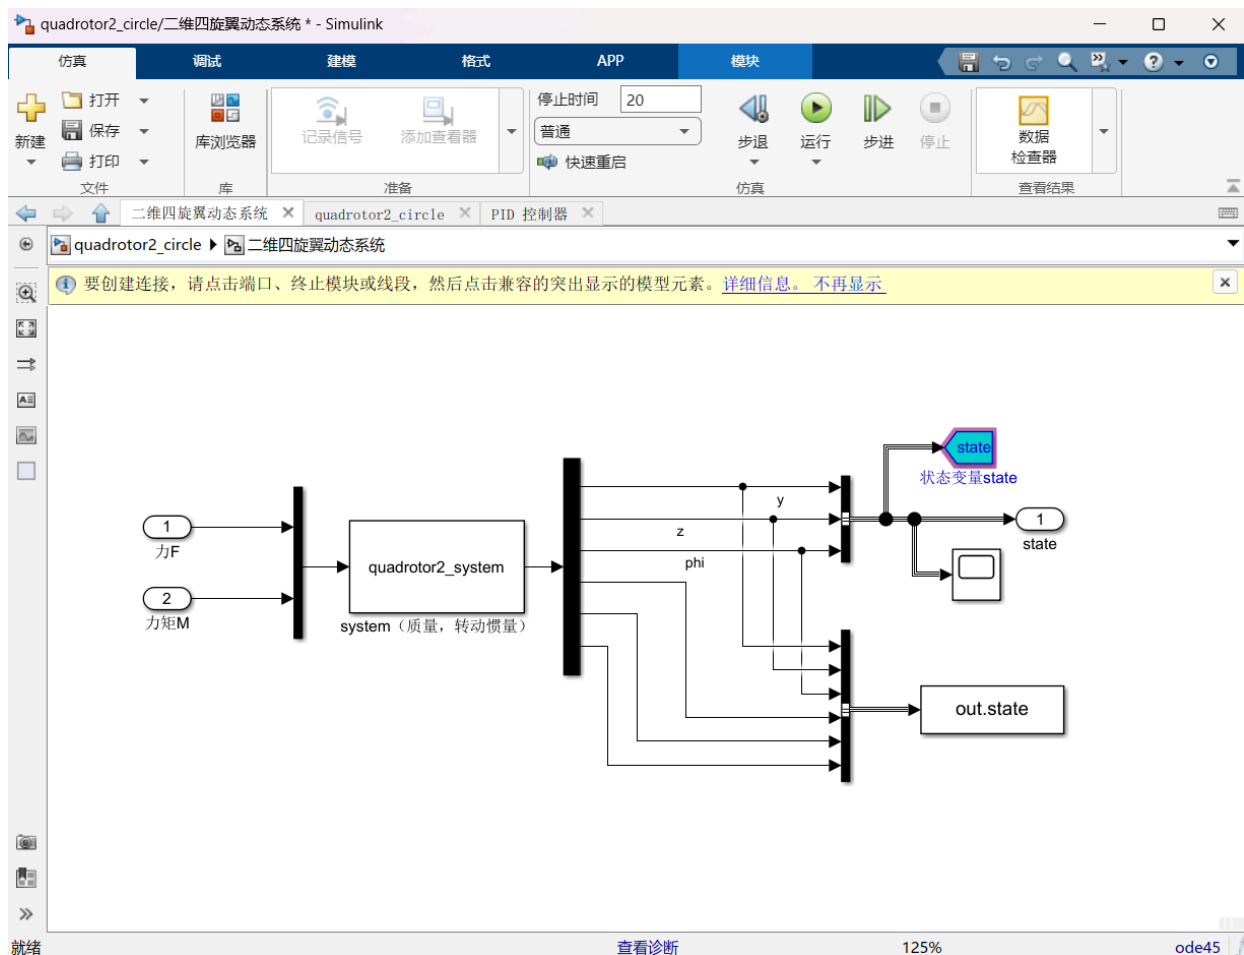 quadrotor2_circle/二维四旋翼动态系统 * - Simulink
仿真 调试 建模 格式 APP 模块
新建
打开
保存
打印
文件
库浏览器
库
记录信号
添加查看器
准备
停止时间 20
普通
快速重启
步退
运行
步进
停止
仿真
数据
检查器
查看结果
二维四旋翼动态系统 quadrotor2_circle PID 控制器
quadrotor2_circle 二维四旋翼动态系统
要创建连接，请点击端口、终止模块或线段，然后点击兼容的突出显示的模型元素。详细信息。 不再显示
state
状态变量state
1
力F
2
力矩M
quadrotor2_system
system（质量，转动惯量）
y
z
phi
1
state
out.state
就绪 查看诊断 125% ode45